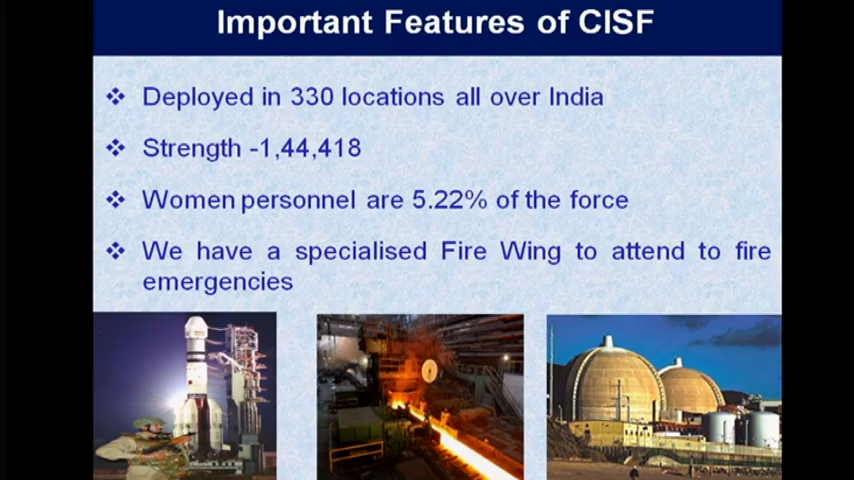 Important Features of CISF
❖ Deployed in 330 locations all over India
❖ Strength -1,44,418
❖ Women personnel are 5.22% of the force
❖ We have a specialised Fire Wing to attend to fire
emergencies